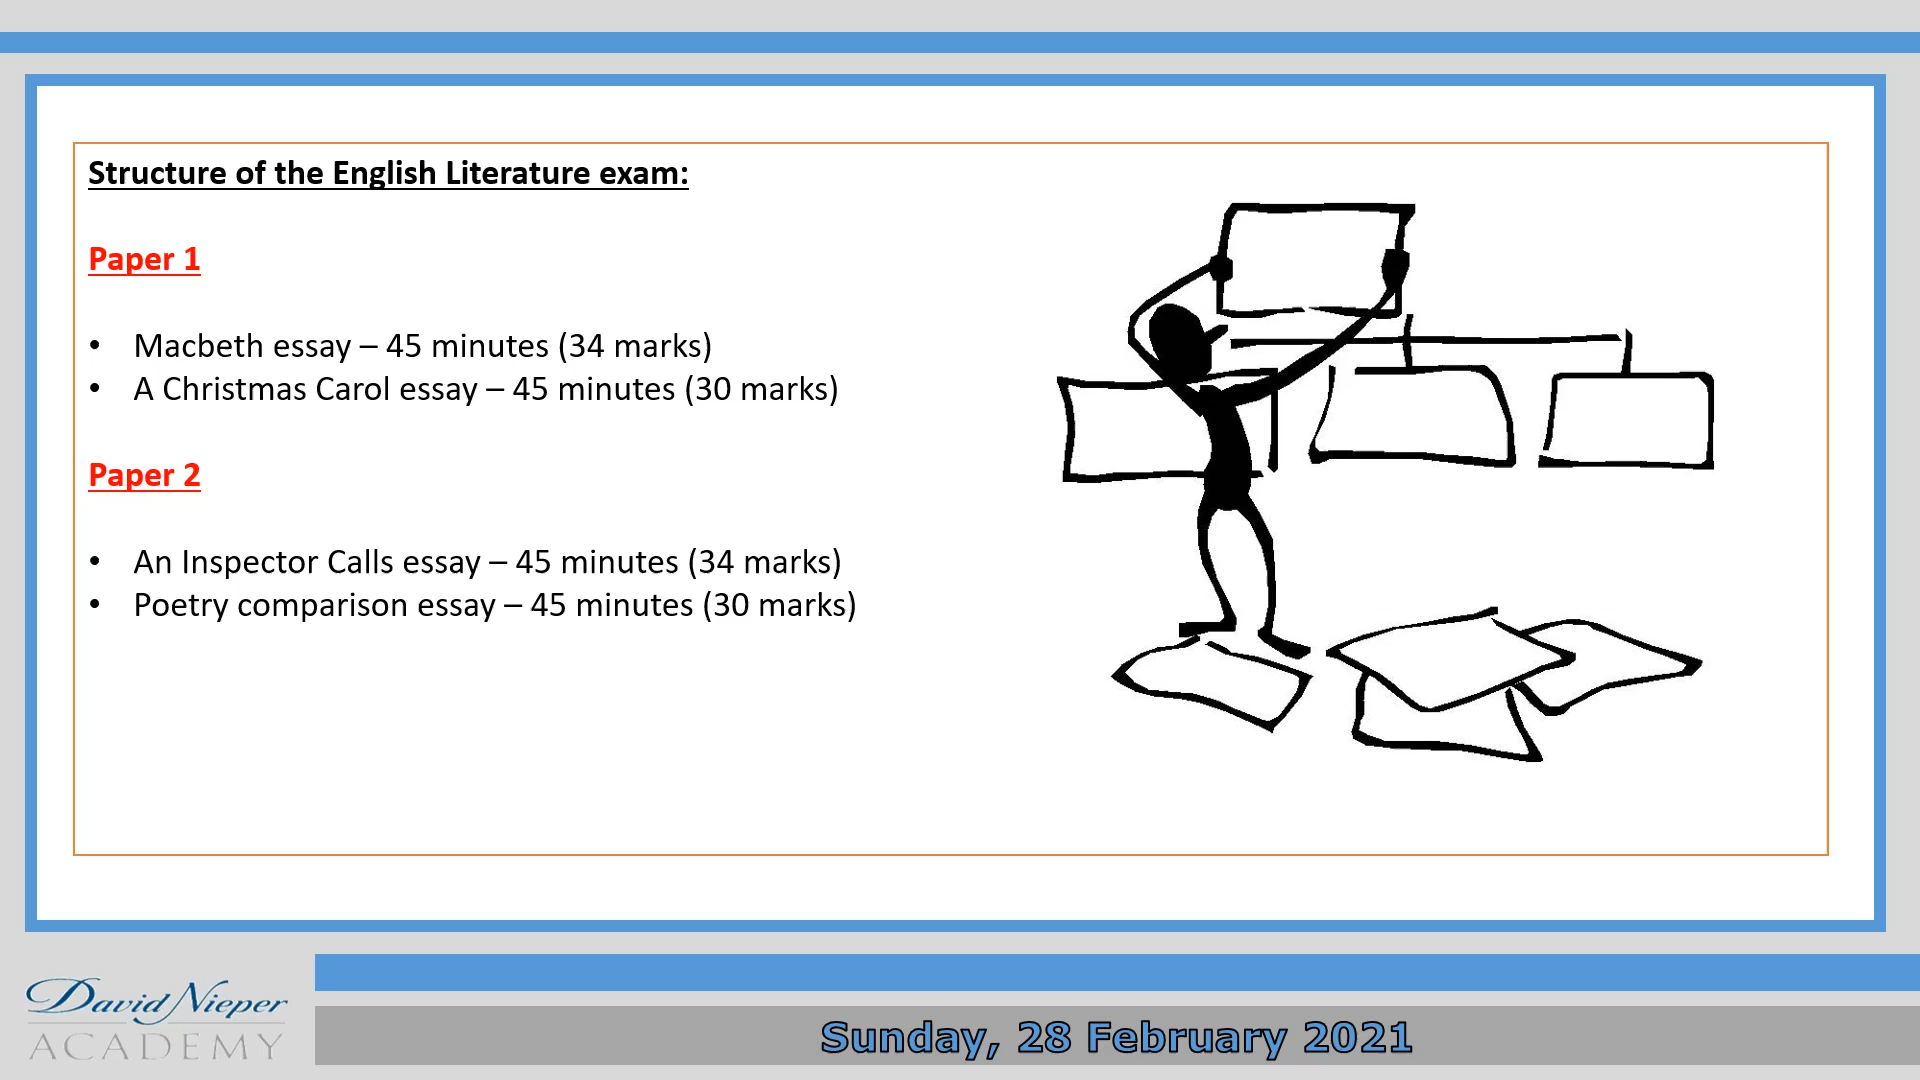 Structure of the English Literature exam:
Paper 1
• Macbeth essay – 45 minutes (34 marks)
• A Christmas Carol essay – 45 minutes (30 marks)
Paper 2
• An Inspector Calls essay – 45 minutes (34 marks)
• Poetry comparison essay – 45 minutes (30 marks)
David Nieper
ACADEMY
Sunday, 28 February 2021